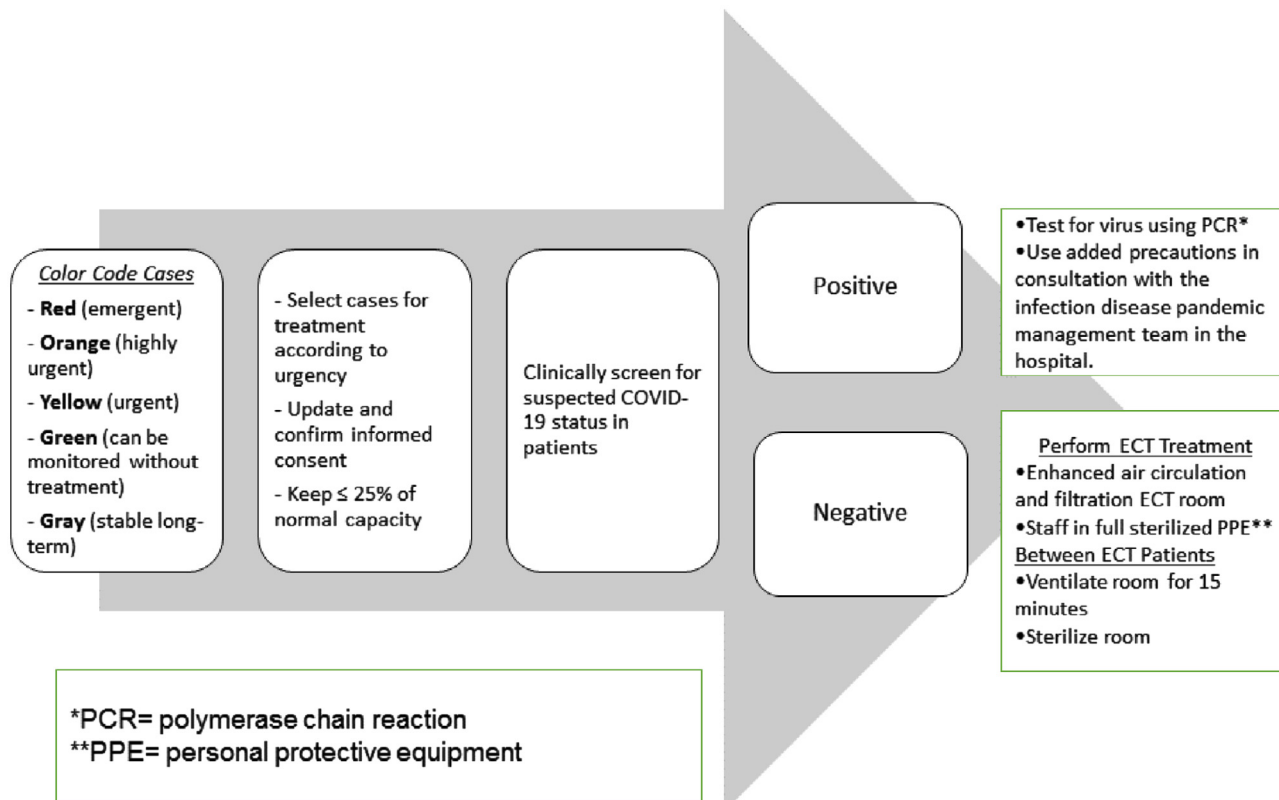 Color Code Cases
- Red (emergent)
- Orange (highly
urgent)
- Yellow (urgent)
- Green (can be
monitored without
treatment)
- Gray (stable long-
term)
- Select cases for
treatment
according to
urgency
- Update and
confirm informed
consent
- Keep ≤ 25% of
normal capacity
Clinically screen for
suspected COVID-
19 status in
patients
Positive
Negative
•Test for virus using PCR*
•Use added precautions in
consultation with the
infection disease pandemic
management team in the
hospital.
Perform ECT Treatment
•Enhanced air circulation
and filtration ECT room
•Staff in full sterilized PPE**
Between ECT Patients
•Ventilate room for 15
minutes
•Sterilize room
*PCR= polymerase chain reaction
**PPE= personal protective equipment